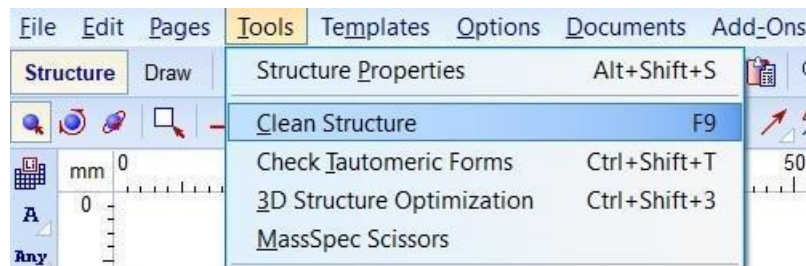 File Edit Pages Tools Templates Options Documents Add-Ons
Structure Draw Structure Properties Alt+Shift+S
Clean Structure F9
mm 0 Check Tautomeric Forms Ctrl+Shift+T 50
0 3D Structure Optimization Ctrl+Shift+3
A
MassSpec Scissors
Any